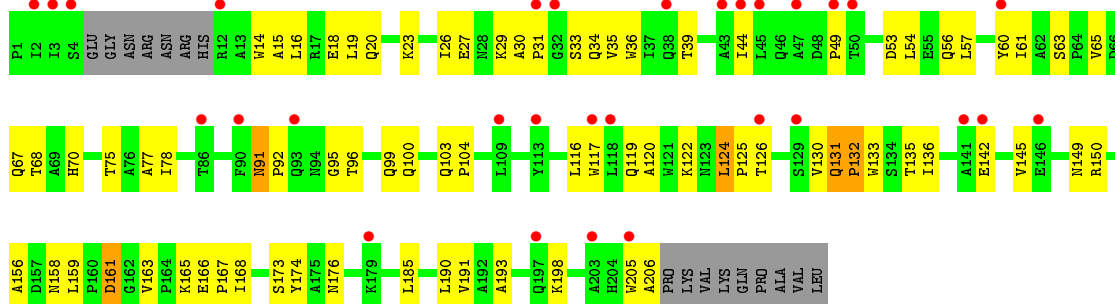 P1 I2 I3 S4 GLU GLY ASN ARG ASN ARG HIS R12 A13 W14 A15 L16 R17 E18 L19 Q20 K23 I26 E27 N28 K29 A30 P31 G32 S33 Q34 V35 W36 I37 Q38 T39 A43 I44 L45 Q46 A47 D48 P49 T50 D53 L54 E55 Q56 L57 Y60 I61 A62 S63 P64 V65 D66
Q67 T68 A69 H70 T75 A76 A77 I78 T86 F90 N91 P92 Q93 N94 G95 T96 Q99 Q100 Q103 P104 L109 Y113 L116 W117 L118 Q119 A120 W121 K122 N123 L124 P125 T126 S129 V130 Q131 P132 W133 S134 T135 I136 A141 E142 V145 E146 N149 R150
A156 D157 N158 L159 P160 D161 G162 V163 P164 K165 E166 P167 I168 S173 Y174 A175 N176 K179 L185 L190 V191 A192 A193 Q197 K198 A203 H204 W205 A206 PRO LYS VAL LYS GLN PRO ALA VAL LEU